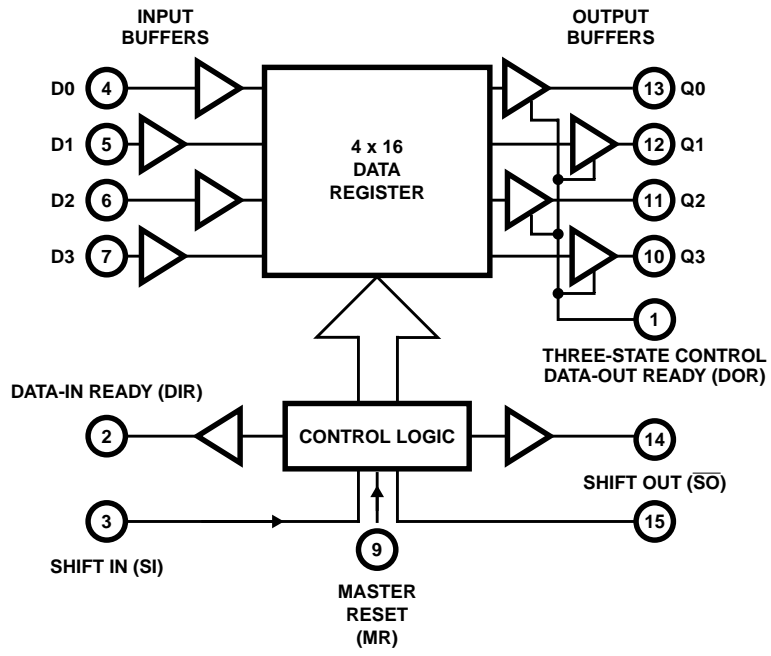 INPUT
BUFFERS
OUTPUT
BUFFERS
D0 4
13 Q0
D1 5
12 Q1
D2 6
11 Q2
D3 7
10 Q3
4 x 16
DATA
REGISTER
1
THREE-STATE CONTROL
DATA-OUT READY (DOR)
DATA-IN READY (DIR)
2
CONTROL LOGIC
14
SHIFT OUT (S̅O̅)
3
15
SHIFT IN (SI)
9
MASTER
RESET
(MR)